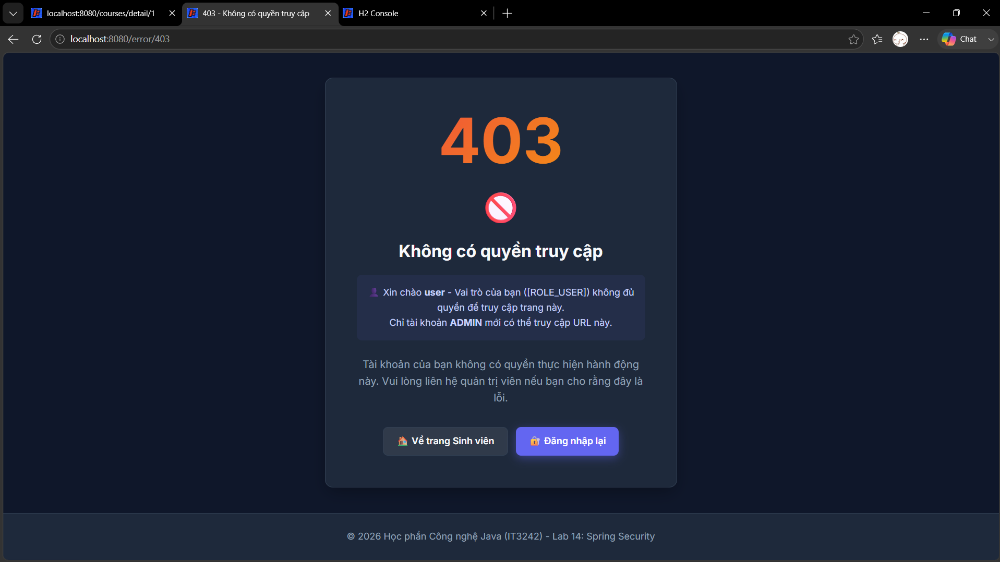 localhost:8080/courses/detail/1
403 - Không có quyền truy cập
H2 Console
localhost:8080/error/403
Chat
403
Không có quyền truy cập
Xin chào user - Vai trò của bạn ([ROLE_USER]) không đủ
quyền để truy cập trang này.
Chỉ tài khoản ADMIN mới có thể truy cập URL này.
Tài khoản của bạn không có quyền thực hiện hành động
này. Vui lòng liên hệ quản trị viên nếu bạn cho rằng đây là
lỗi.
Về trang Sinh viên
Đăng nhập lại
© 2026 Học phần Công nghệ Java (IT3242) - Lab 14: Spring Security